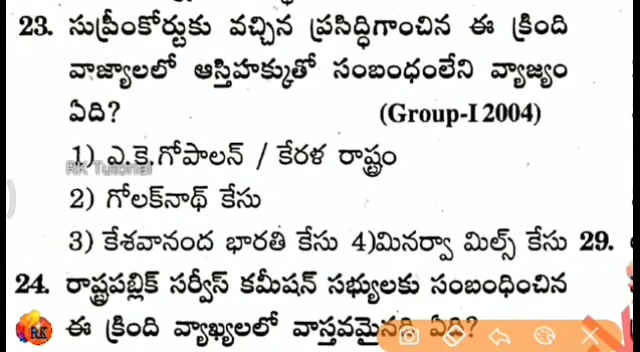 23. సుప్రీంకోర్టుకు వచ్చిన ప్రసిద్ధిగాంచిన ఈ క్రింది
వాజ్యాలలో ఆస్తిహక్కుతో సంబంధంలేని వ్యాజ్యం
ఏది? (Group-I 2004)
1) ఎ.కె.గోపాలన్ / కేరళ రాష్ట్రం
RK Tutorial
2) గోలక్‌నాథ్ కేసు
3) కేశవానంద భారతి కేసు 4)మినర్వా మిల్స్ కేసు 29.
24. రాష్ట్రపబ్లిక్ సర్వీస్ కమీషన్ సభ్యులకు సంబంధించిన
RK ఈ క్రింది వ్యాఖ్యలలో వాస్తవమైనది ఏది?